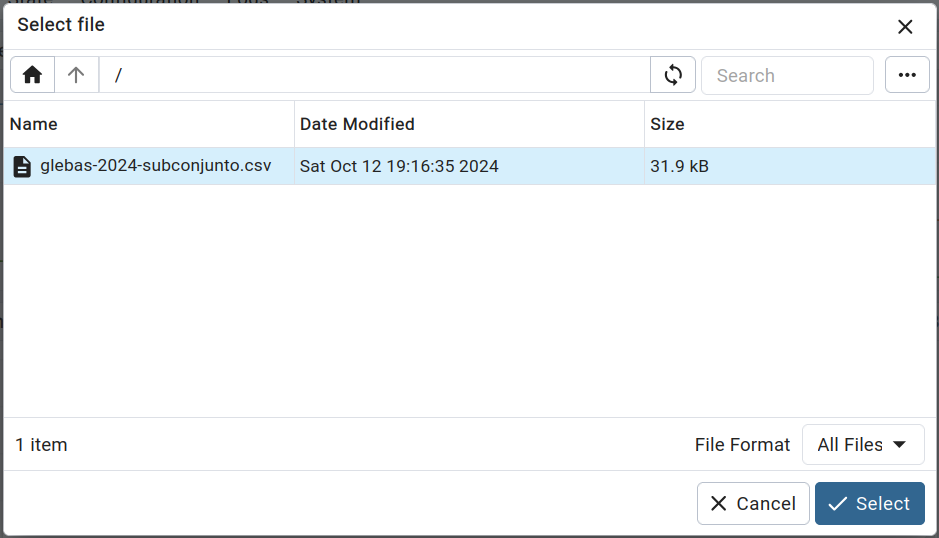 Select file
/
Search
Name Date Modified Size
glebas-2024-subconjunto.csv Sat Oct 12 19:16:35 2024 31.9 kB
1 item File Format All Files
Cancel Select